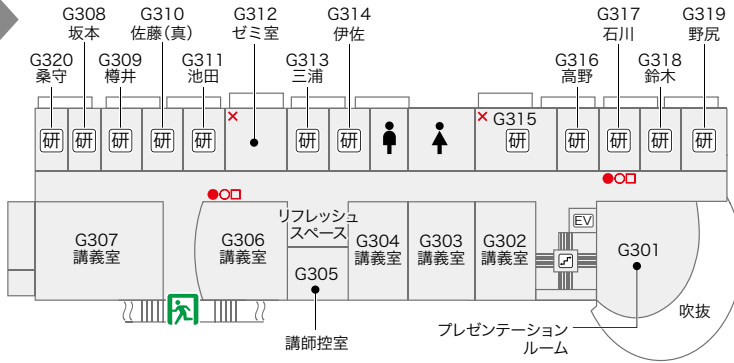 G308
坂本
G310
佐藤(真)
G312
ゼミ室
G314
伊佐
G317
石川
G319
野尻
G320
桑守
G309
樽井
G311
池田
G313
三浦
G316
高野
G318
鈴木
研
研
研
研
研
研
研
G315
研
研
研
研
研
G307
講義室
G306
講義室
リフレッシュ
スペース
G305
G304
講義室
G303
講義室
G302
講義室
EV
G301
吹抜
講師控室
プレゼンテーション
ルーム